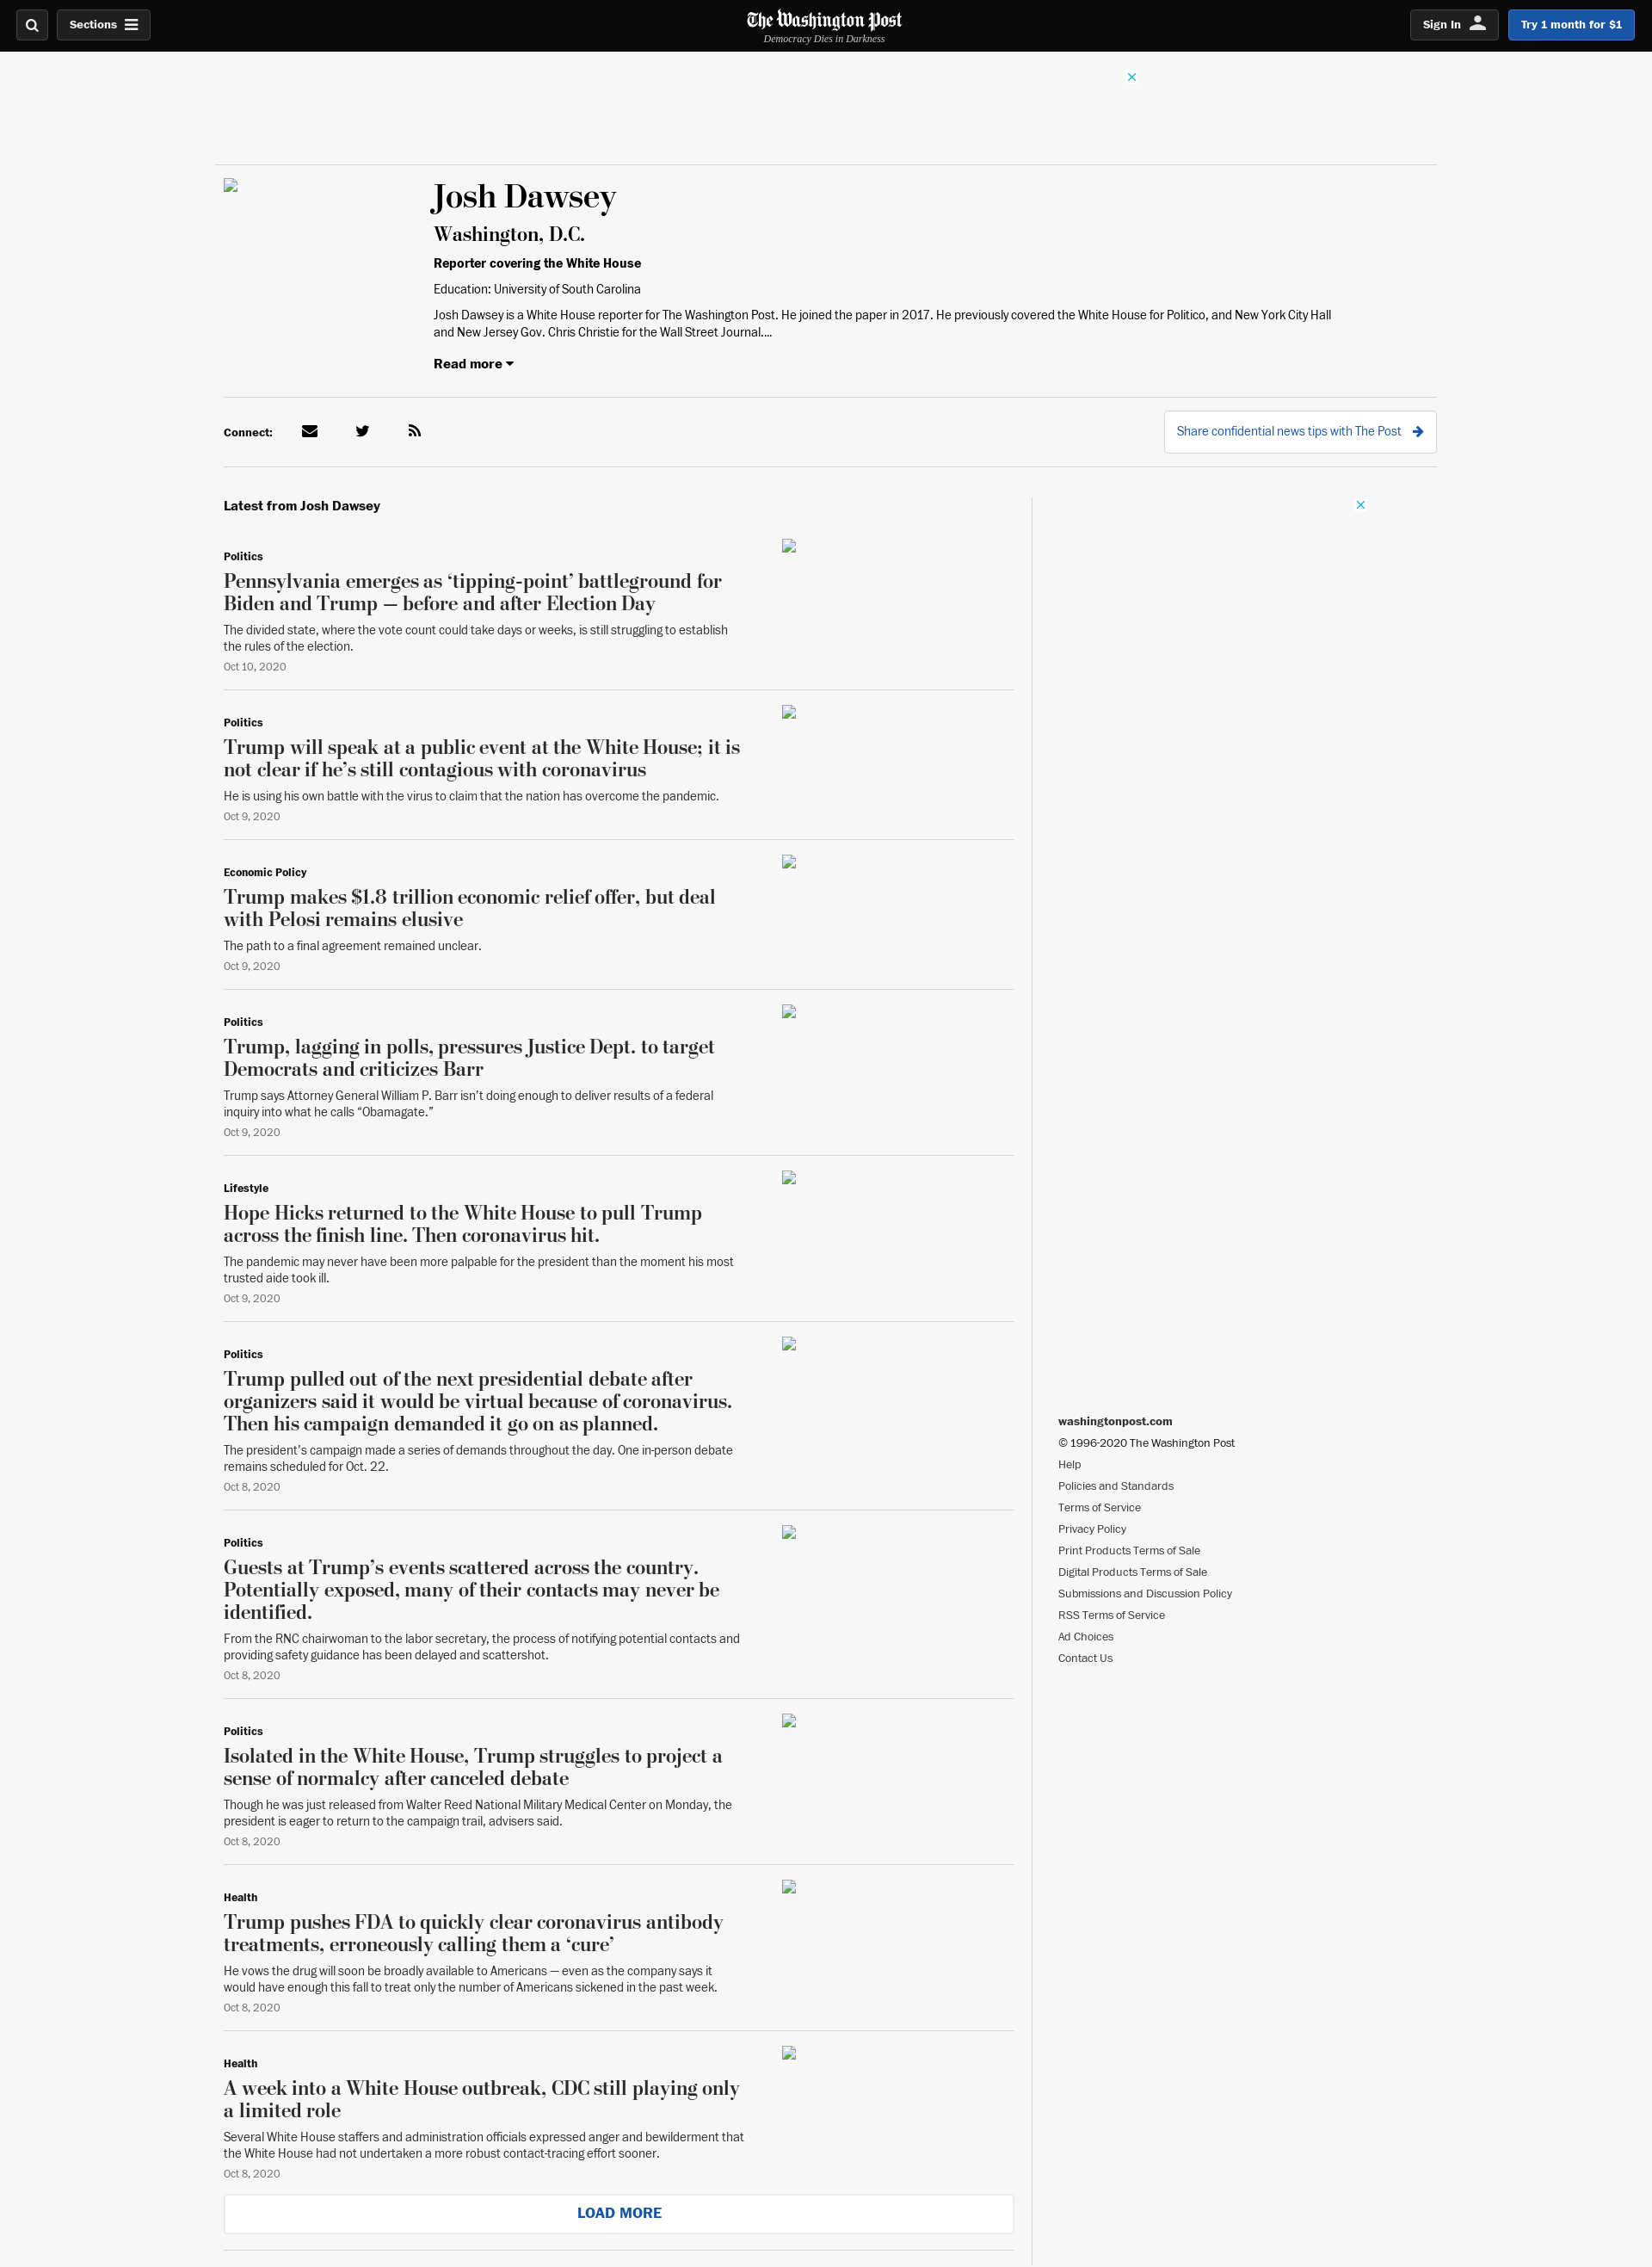 Sections
The Washington Post
Democracy Dies in Darkness
Sign In
Try 1 month for $1
Josh Dawsey
Washington, D.C.
Reporter covering the White House
Education: University of South Carolina
Josh Dawsey is a White House reporter for The Washington Post. He joined the paper in 2017. He previously covered the White House for Politico, and New York City Hall
and New Jersey Gov. Chris Christie for the Wall Street Journal....
Read more
Connect:
Share confidential news tips with The Post
Latest from Josh Dawsey
Politics
Pennsylvania emerges as ‘tipping-point’ battleground for
Biden and Trump — before and after Election Day
The divided state, where the vote count could take days or weeks, is still struggling to establish
the rules of the election.
Oct 10, 2020
Politics
Trump will speak at a public event at the White House; it is
not clear if he’s still contagious with coronavirus
He is using his own battle with the virus to claim that the nation has overcome the pandemic.
Oct 9, 2020
Economic Policy
Trump makes $1.8 trillion economic relief offer, but deal
with Pelosi remains elusive
The path to a final agreement remained unclear.
Oct 9, 2020
Politics
Trump, lagging in polls, pressures Justice Dept. to target
Democrats and criticizes Barr
Trump says Attorney General William P. Barr isn’t doing enough to deliver results of a federal
inquiry into what he calls “Obamagate.”
Oct 9, 2020
Lifestyle
Hope Hicks returned to the White House to pull Trump
across the finish line. Then coronavirus hit.
The pandemic may never have been more palpable for the president than the moment his most
trusted aide took ill.
Oct 9, 2020
Politics
Trump pulled out of the next presidential debate after
organizers said it would be virtual because of coronavirus.
Then his campaign demanded it go on as planned.
The president’s campaign made a series of demands throughout the day. One in-person debate
remains scheduled for Oct. 22.
Oct 8, 2020
Politics
Guests at Trump’s events scattered across the country.
Potentially exposed, many of their contacts may never be
identified.
From the RNC chairwoman to the labor secretary, the process of notifying potential contacts and
providing safety guidance has been delayed and scattershot.
Oct 8, 2020
Politics
Isolated in the White House, Trump struggles to project a
sense of normalcy after canceled debate
Though he was just released from Walter Reed National Military Medical Center on Monday, the
president is eager to return to the campaign trail, advisers said.
Oct 8, 2020
Health
Trump pushes FDA to quickly clear coronavirus antibody
treatments, erroneously calling them a ‘cure’
He vows the drug will soon be broadly available to Americans — even as the company says it
would have enough this fall to treat only the number of Americans sickened in the past week.
Oct 8, 2020
Health
A week into a White House outbreak, CDC still playing only
a limited role
Several White House staffers and administration officials expressed anger and bewilderment that
the White House had not undertaken a more robust contact-tracing effort sooner.
Oct 8, 2020
LOAD MORE
washingtonpost.com
© 1996-2020 The Washington Post
Help
Policies and Standards
Terms of Service
Privacy Policy
Print Products Terms of Sale
Digital Products Terms of Sale
Submissions and Discussion Policy
RSS Terms of Service
Ad Choices
Contact Us